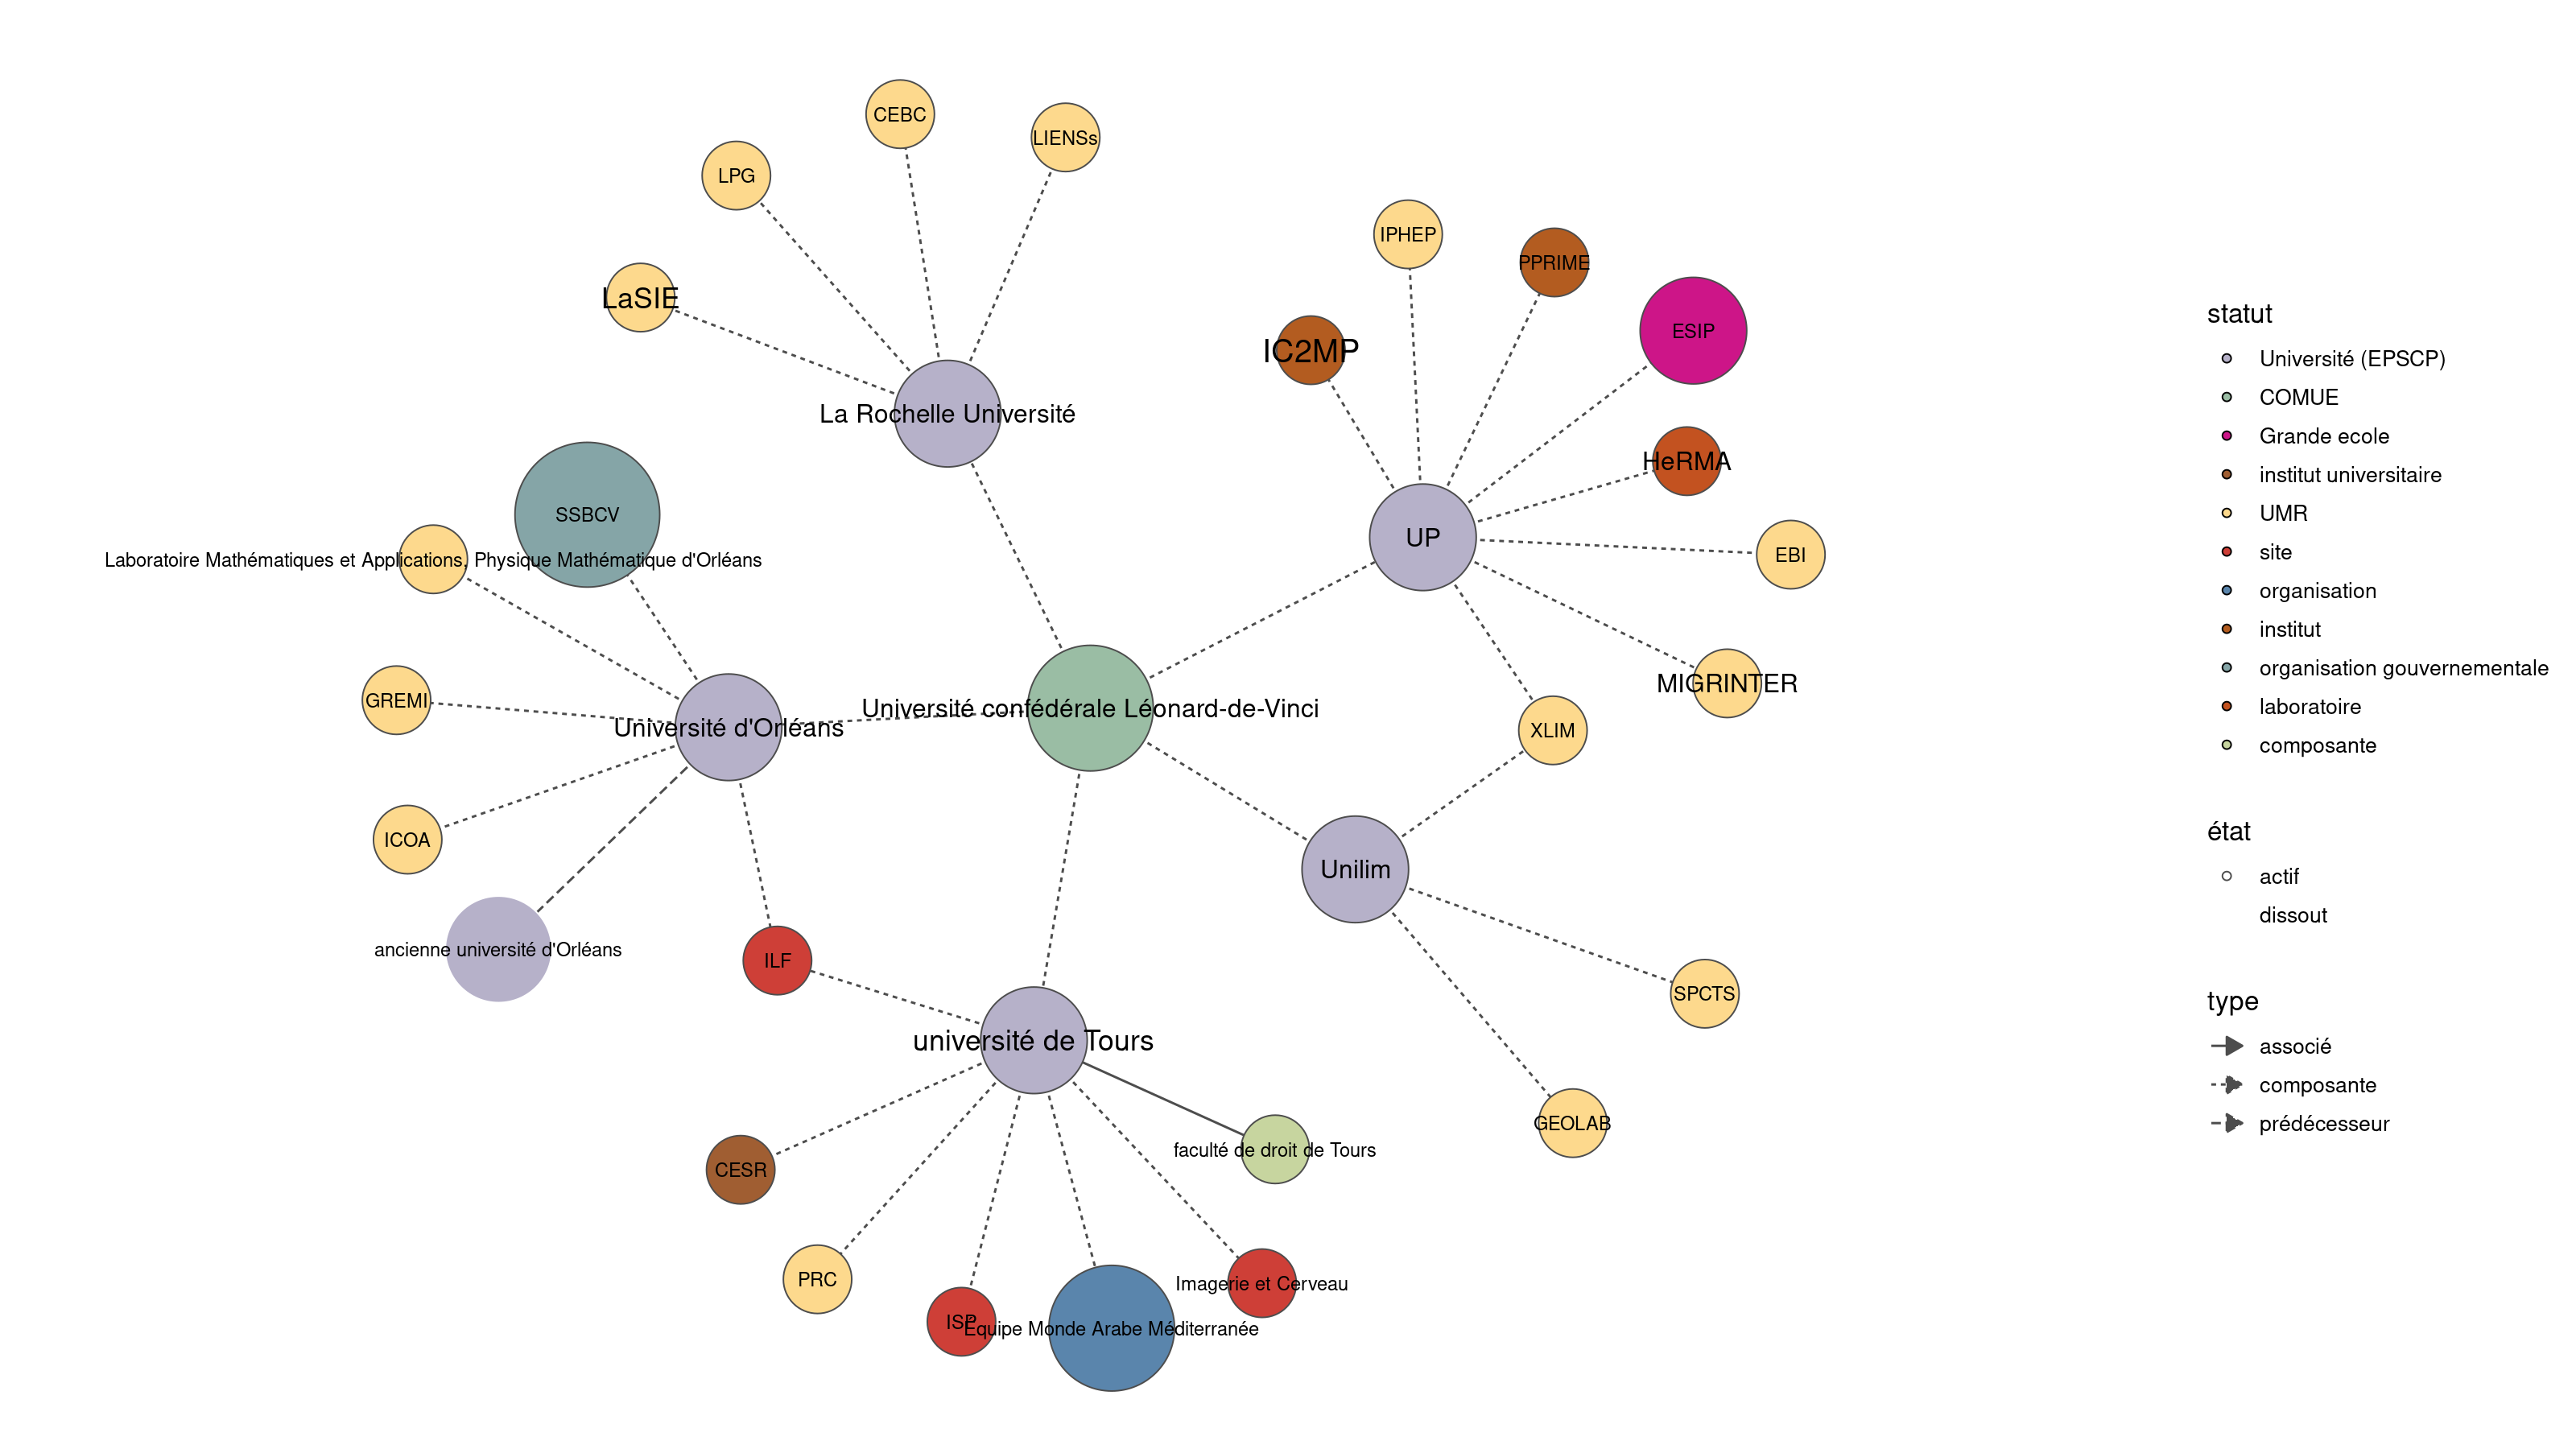 CEBC
LIENSs
LPG
IPHEP
PPRIME
LaSIE
ESIP
IC2MP
La Rochelle Université
HeRMA
SSBCV
UP
EBI
Laboratoire Mathématiques et Applications, Physique Mathématique d'Orléans
MIGRINTER
GREMI
Université confédérale Léonard-de-Vinci
Université d'Orléans
XLIM
ICOA
Unilim
ancienne université d'Orléans
ILF
SPCTS
université de Tours
GEOLAB
faculté de droit de Tours
CESR
PRC
Imagerie et Cerveau
ISP
Equipe Monde Arabe Méditerranée
statut
Université (EPSCP)
COMUE
Grande ecole
institut universitaire
UMR
site
organisation
institut
organisation gouvernementale
laboratoire
composante
état
actif
dissout
type
associé
composante
prédécesseur